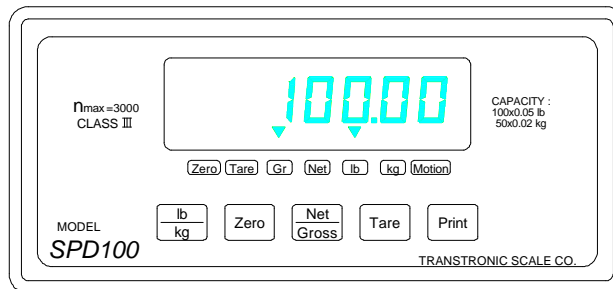 100.00
nmax=3000
CLASS III
CAPACITY :
100x0.05 lb
50x0.02 kg
Zero Tare Gr Net lb kg Motion
lb
kg
Zero
Net
Gross
Tare
Print
MODEL
SPD100
TRANSTRONIC SCALE CO.